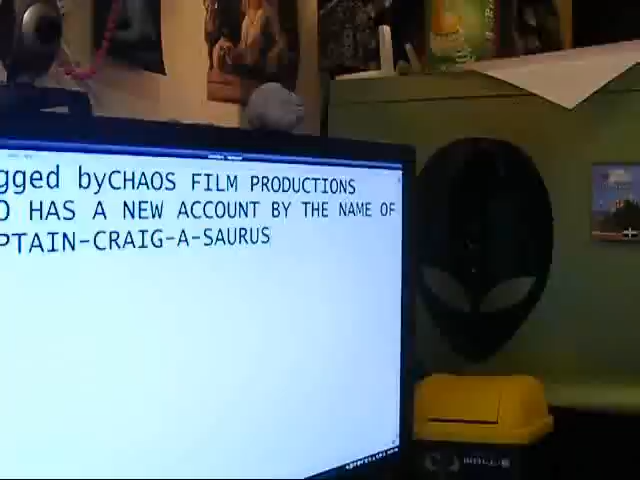 gged byCHAOS FILM PRODUCTIONS
O HAS A NEW ACCOUNT BY THE NAME OF
PTAIN-CRAIG-A-SAURUS